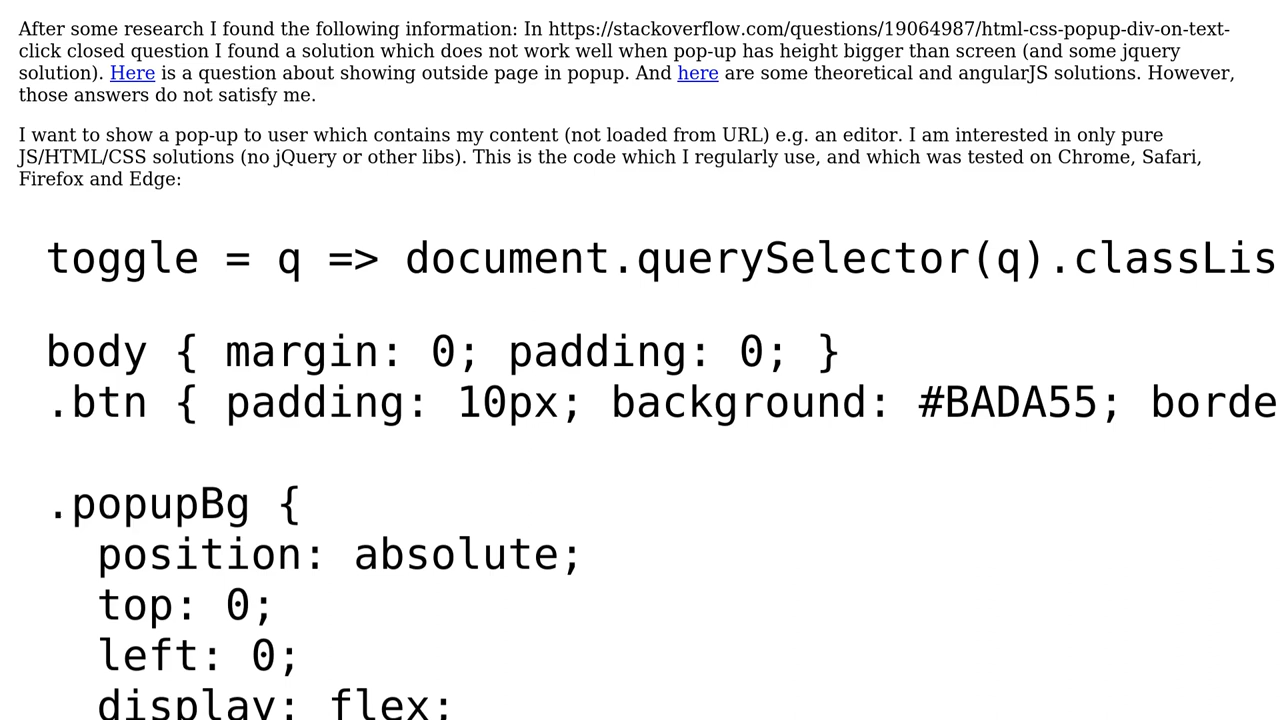 After some research I found the following information: In https://stackoverflow.com/questions/19064987/html-css-popup-div-on-text-
click closed question I found a solution which does not work well when pop-up has height bigger than screen (and some jquery
solution). Here is a question about showing outside page in popup. And here are some theoretical and angularJS solutions. However,
those answers do not satisfy me.
I want to show a pop-up to user which contains my content (not loaded from URL) e.g. an editor. I am interested in only pure
JS/HTML/CSS solutions (no jQuery or other libs). This is the code which I regularly use, and which was tested on Chrome, Safari,
Firefox and Edge:
toggle = q => document.querySelector(q).classLis
body { margin: 0; padding: 0; }
.btn { padding: 10px; background: #BADA55; borde
.popupBg {
  position: absolute;
  top: 0;
  left: 0;
  display: flex;